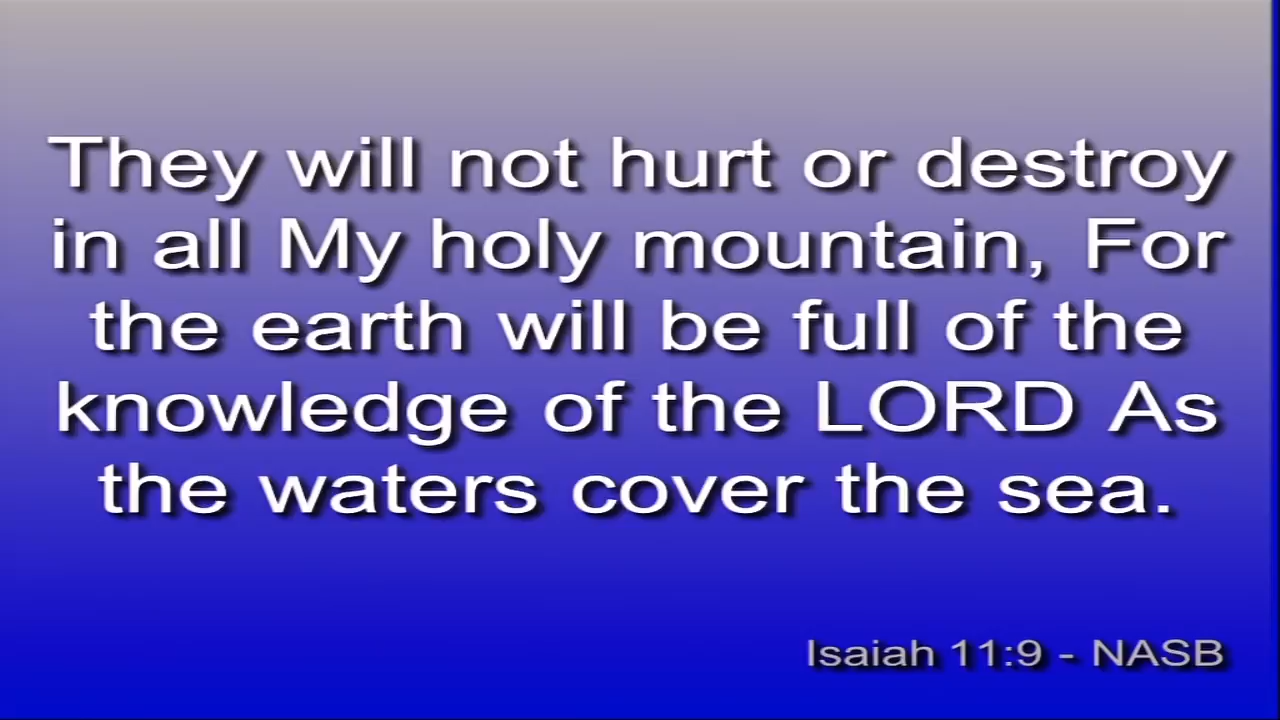 They will not hurt or destroy
in all My holy mountain, For
the earth will be full of the
knowledge of the LORD As
the waters cover the sea.
Isaiah 11:9 - NASB